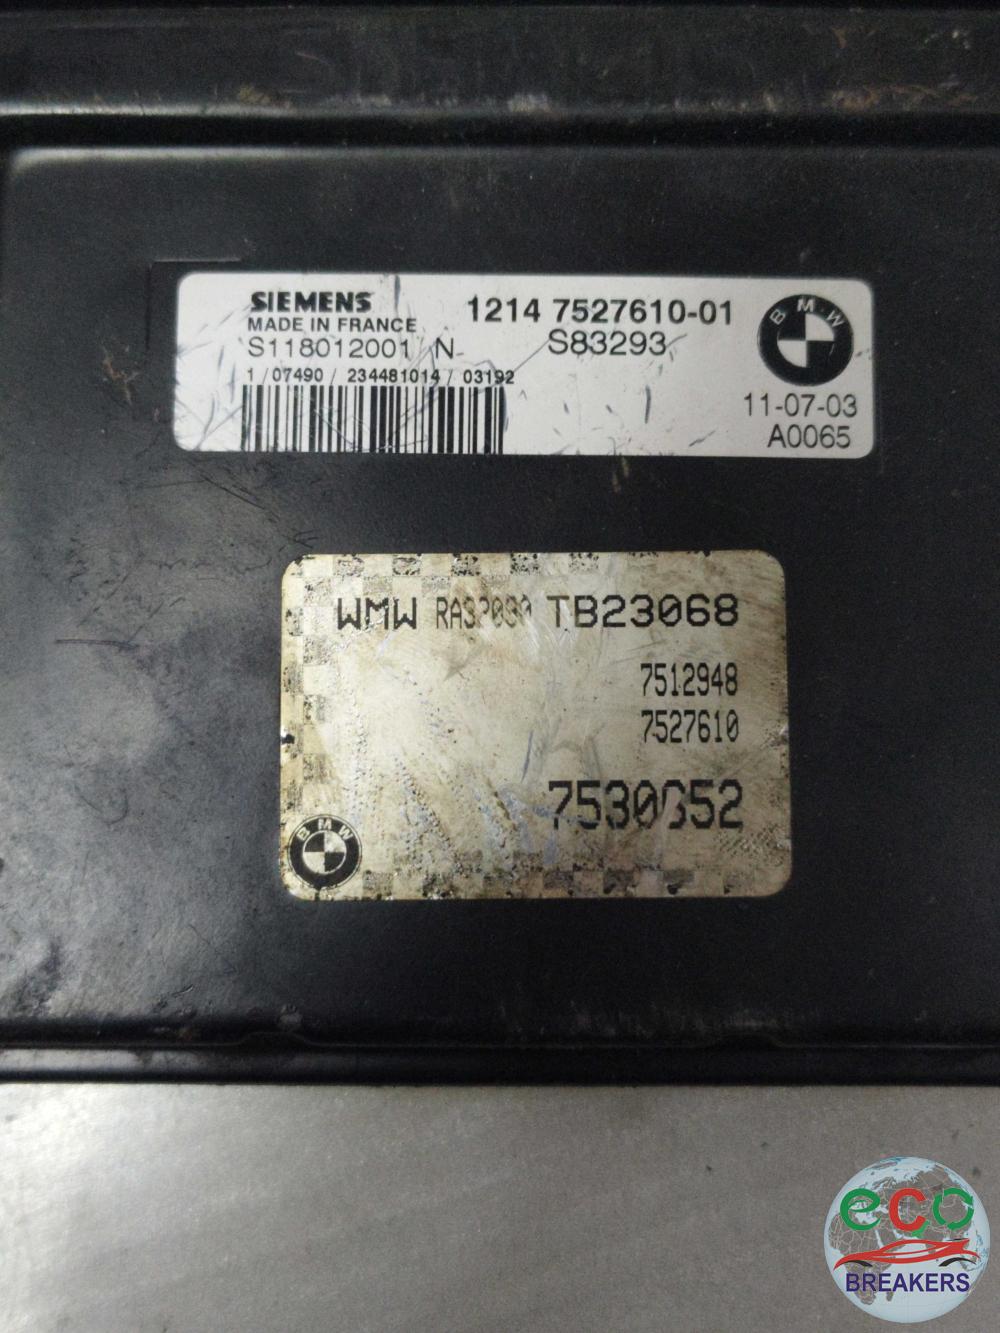 SIEMENS
MADE IN FRANCE
S118012001 N
1 / 07490 / 234481014 / 03192
1214 7527610-01
S83293
BMW
11-07-03
A0065
WMW TB23068
7512948
7527610
BMW
eco
BREAKERS